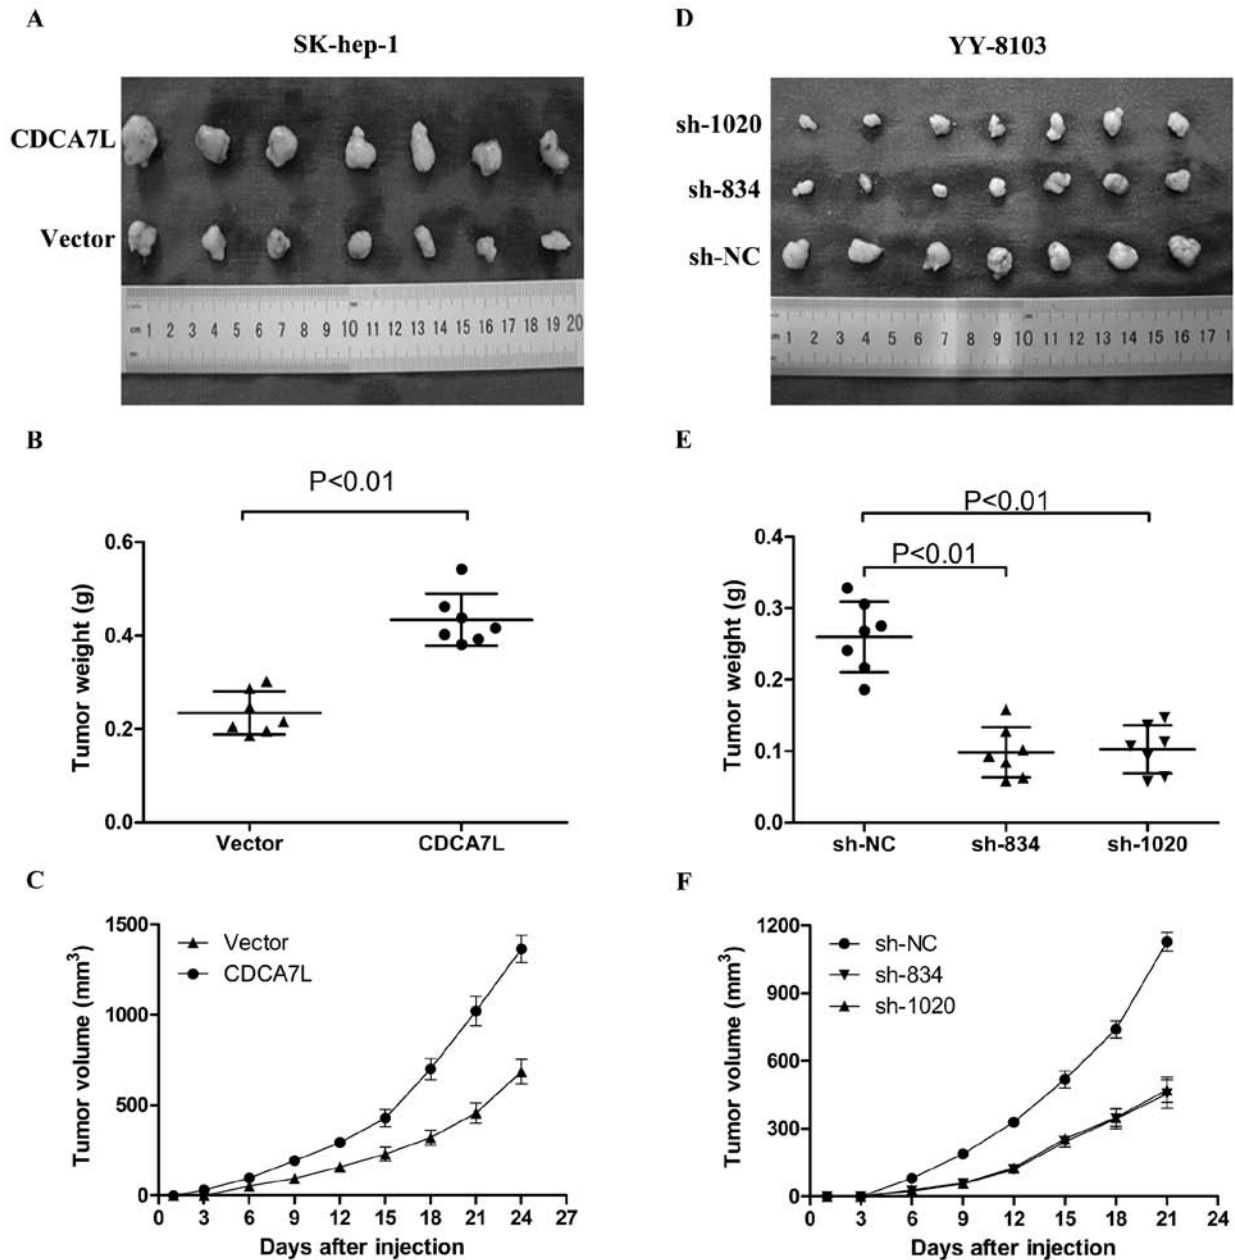 A
SK-hep-1
CDCA7L
Vector
cm 1 2 3 4 5 6 7 8 9 10 11 12 13 14 15 16 17 18 19 20
D
YY-8103
sh-1020
sh-834
sh-NC
1 2 3 4 5 6 7 8 9 10 11 12 13 14 15 16 17
B
P<0.01
Tumor weight (g)
0.6
0.4
0.2
0.0
Vector CDCA7L
E
P<0.01
P<0.01
Tumor weight (g)
0.4
0.3
0.2
0.1
0.0
sh-NC sh-834 sh-1020
C
Tumor volume (mm³)
1500
1000
500
0
Vector
CDCA7L
0 3 6 9 12 15 18 21 24 27
Days after injection
F
Tumor volume (mm³)
1200
900
600
300
0
sh-NC
sh-834
sh-1020
0 3 6 9 12 15 18 21 24
Days after injection